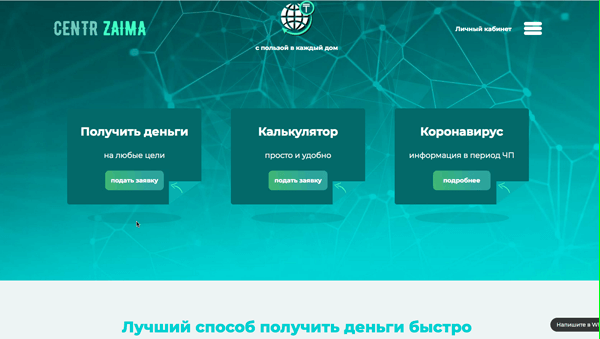 CENTR ZAIMA
с пользой в каждый дом
Личный кабинет
Получить деньги
на любые цели
подать заявку
Калькулятор
просто и удобно
подать заявку
Коронавирус
информация в период ЧП
подробнее
Лучший способ получить деньги быстро
Напишите в W